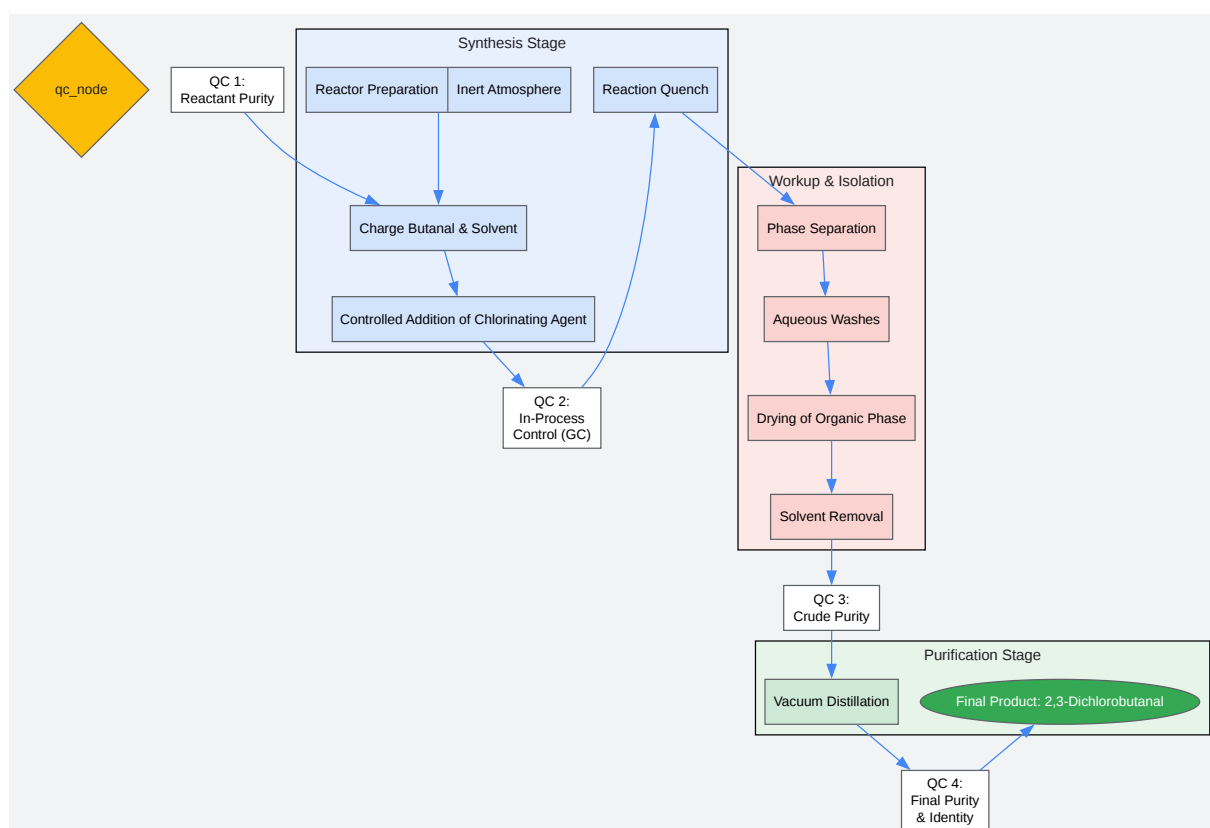 qc_node
QC 1:
Reactant Purity
Synthesis Stage
Reactor Preparation
Inert Atmosphere
Reaction Quench
Charge Butanal & Solvent
Controlled Addition of Chlorinating Agent
QC 2:
In-Process
Control (GC)
Workup & Isolation
Phase Separation
Aqueous Washes
Drying of Organic Phase
Solvent Removal
QC 3:
Crude Purity
Purification Stage
Vacuum Distillation
Final Product: 2,3-Dichlorobutanal
QC 4:
Final Purity
& Identity